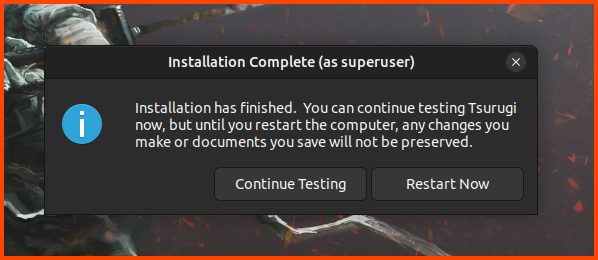 Installation Complete (as superuser)
Installation has finished.  You can continue testing Tsurugi
now, but until you restart the computer, any changes you
make or documents you save will not be preserved.
Continue Testing
Restart Now